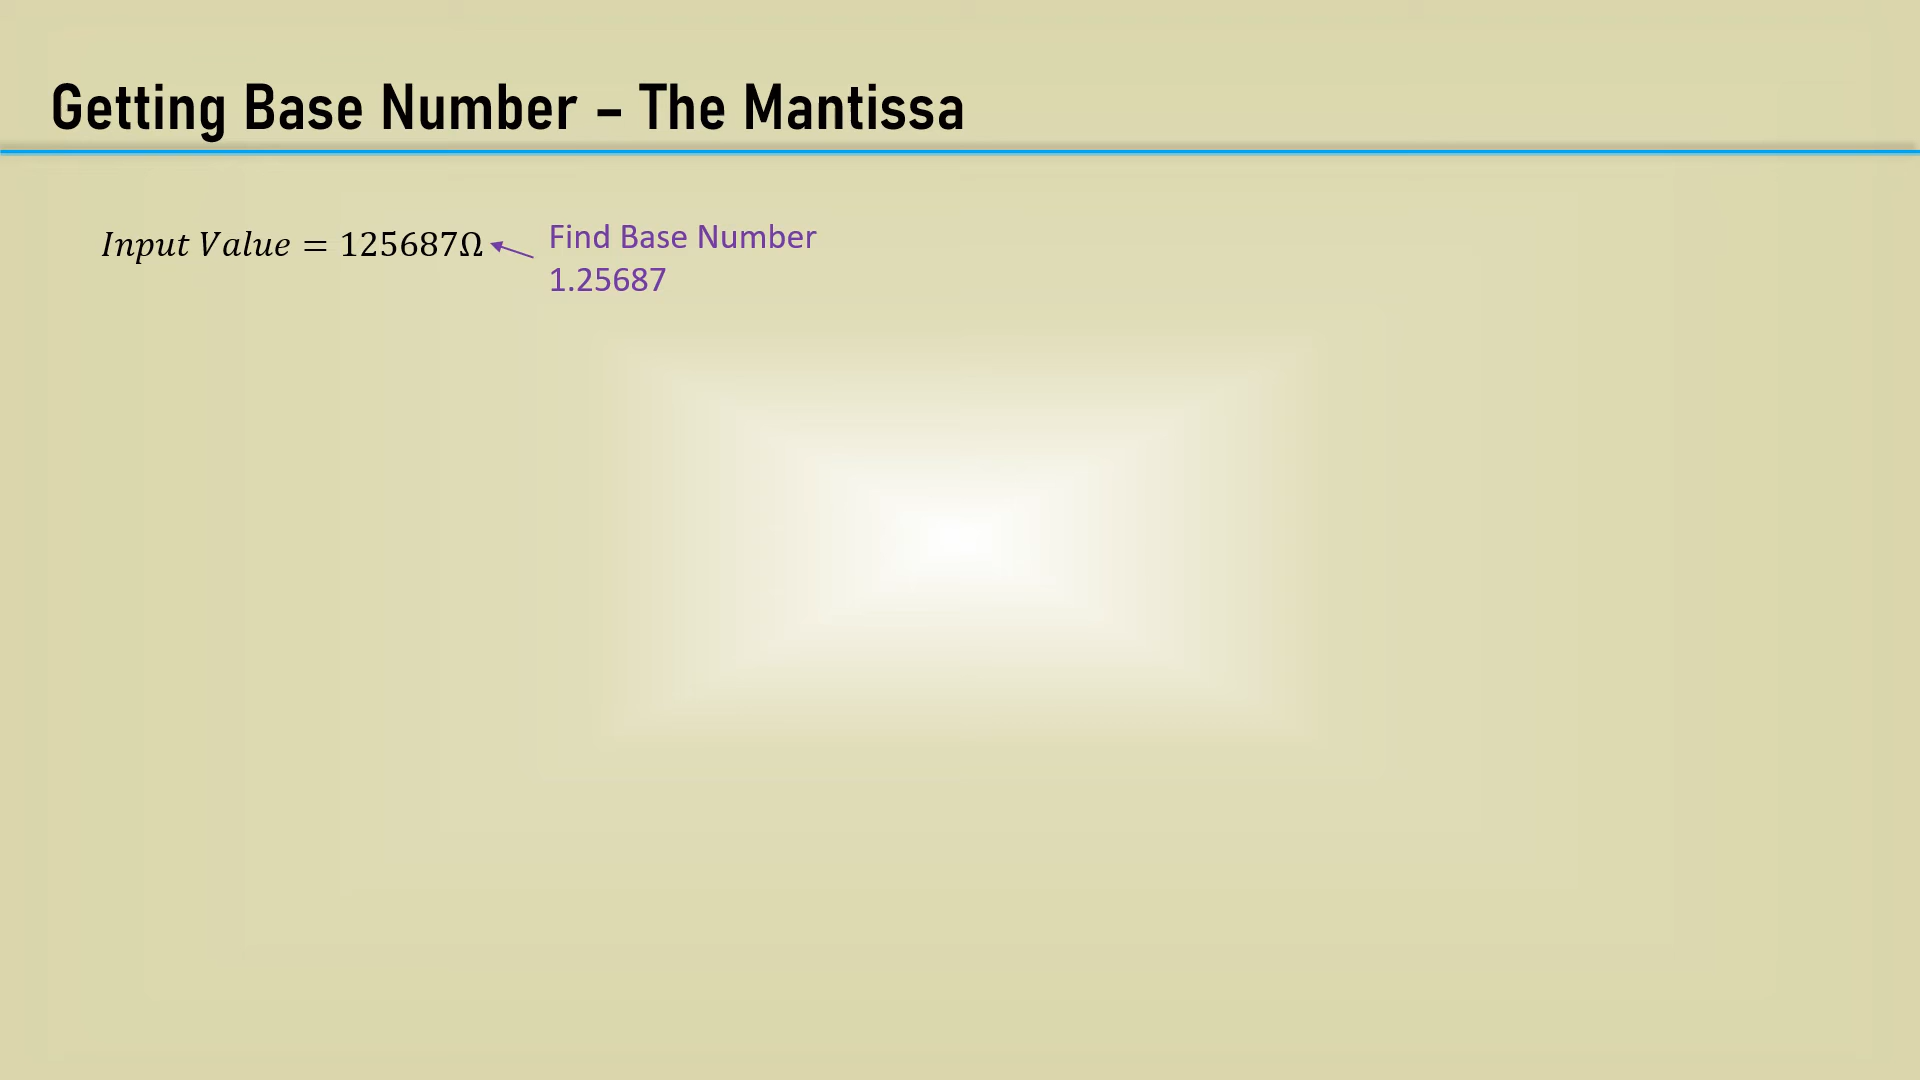 Getting Base Number – The Mantissa
Input Value = 125687Ω
Find Base Number
1.25687